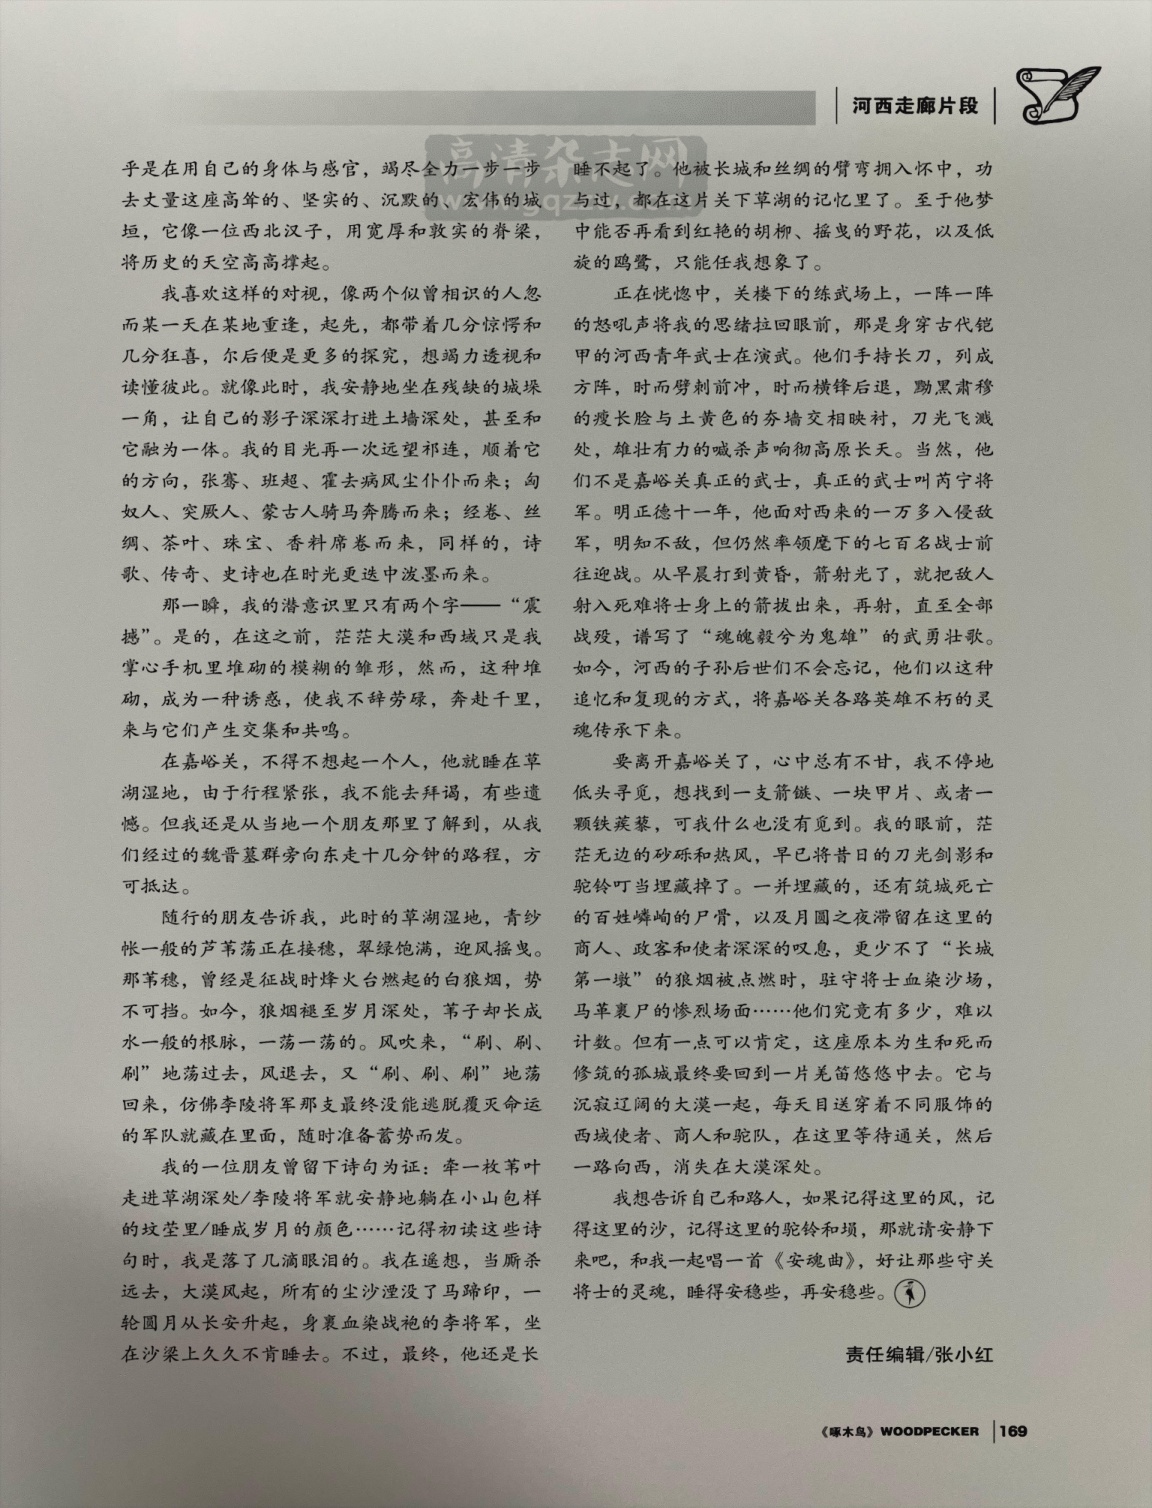 河西走廊片段
高清杂志网
www.gqzzw.com
乎是在用自己的身体与感官，竭尽全力一步一步
去丈量这座高耸的、坚实的、沉默的、宏伟的城
垣，它像一位西北汉子，用宽厚和敦实的脊梁，
将历史的天空高高撑起。
我喜欢这样的对视，像两个似曾相识的人忽
而某一天在某地重逢，起先，都带着几分惊愕和
几分狂喜，尔后便是更多的探究，想竭力透视和
读懂彼此。就像此时，我安静地坐在残缺的城垛
一角，让自己的影子深深打进土墙深处，甚至和
它融为一体。我的目光再一次远望祁连，顺着它
的方向，张骞、班超、霍去病风尘仆仆而来；匈
奴人、突厥人、蒙古人骑马奔腾而来；经卷、丝
绸、茶叶、珠宝、香料席卷而来，同样的，诗
歌、传奇、史诗也在时光更迭中泼墨而来。
那一瞬，我的潜意识里只有两个字——“震
撼”。是的，在这之前，茫茫大漠和西域只是我
掌心手机里堆砌的模糊的雏形，然而，这种堆
砌，成为一种诱惑，使我不辞劳碌，奔赴千里，
来与它们产生交集和共鸣。
在嘉峪关，不得不想起一个人，他就睡在草
湖湿地，由于行程紧张，我不能去拜谒，有些遗
憾。但我还是从当地一个朋友那里了解到，从我
们经过的魏晋墓群旁向东走十几分钟的路程，方
可抵达。
随行的朋友告诉我，此时的草湖湿地，青纱
帐一般的芦苇荡正在接穗，翠绿饱满，迎风摇曳。
那苇穗，曾经是征战时烽火台燃起的白狼烟，势
不可挡。如今，狼烟褪至岁月深处，苇子却长成
水一般的根脉，一荡一荡的。风吹来，“刷、刷、
刷”地荡过去，风退去，又“刷、刷、刷”地荡
回来，仿佛李陵将军那支最终没能逃脱覆灭命运
的军队就藏在里面，随时准备蓄势而发。
我的一位朋友曾留下诗句为证：牵一枚苇叶
走进草湖深处/李陵将军就安静地躺在小山包样
的坟茔里/睡成岁月的颜色……记得初读这些诗
句时，我是落了几滴眼泪的。我在遥想，当厮杀
远去，大漠风起，所有的尘沙湮没了马蹄印，一
轮圆月从长安升起，身裹血染战袍的李将军，坐
在沙梁上久久不肯睡去。不过，最终，他还是长
睡不起了。他被长城和丝绸的臂弯拥入怀中，功
与过，都在这片关下草湖的记忆里了。至于他梦
中能否再看到红艳的胡柳、摇曳的野花，以及低
旋的鸥鹭，只能任我想象了。
正在恍惚中，关楼下的练武场上，一阵一阵
的怒吼声将我的思绪拉回眼前，那是身穿古代铠
甲的河西青年武士在演武。他们手持长刀，列成
方阵，时而劈刺前冲，时而横锋后退，黝黑肃穆
的瘦长脸与土黄色的夯墙交相映衬，刀光飞溅
处，雄壮有力的喊杀声响彻高原长天。当然，他
们不是嘉峪关真正的武士，真正的武士叫芮宁将
军。明正德十一年，他面对西来的一万多入侵敌
军，明知不敌，但仍然率领麾下的七百名战士前
往迎战。从早晨打到黄昏，箭射光了，就把敌人
射入死难将士身上的箭拔出来，再射，直至全部
战殁，谱写了“魂魄毅兮为鬼雄”的武勇壮歌。
如今，河西的子孙后世们不会忘记，他们以这种
追忆和复现的方式，将嘉峪关各路英雄不朽的灵
魂传承下来。
要离开嘉峪关了，心中总有不甘，我不停地
低头寻觅，想找到一支箭镞、一块甲片、或者一
颗铁蒺藜，可我什么也没有觅到。我的眼前，茫
茫无边的砂砾和热风，早已将昔日的刀光剑影和
驼铃叮当埋藏掉了。一并埋藏的，还有筑城死亡
的百姓嶙峋的尸骨，以及月圆之夜滞留在这里的
商人、政客和使者深深的叹息，更少不了“长城
第一墩”的狼烟被点燃时，驻守将士血染沙场，
马革裹尸的惨烈场面……他们究竟有多少，难以
计数。但有一点可以肯定，这座原本为生和死而
修筑的孤城最终要回到一片羌笛悠悠中去。它与
沉寂辽阔的大漠一起，每天目送穿着不同服饰的
西域使者、商人和驼队，在这里等待通关，然后
一路向西，消失在大漠深处。
我想告诉自己和路人，如果记得这里的风，记
得这里的沙，记得这里的驼铃和埙，那就请安静下
来吧，和我一起唱一首《安魂曲》，好让那些守关
将士的灵魂，睡得安稳些，再安稳些。
责任编辑/张小红
《啄木鸟》WOODPECKER 169